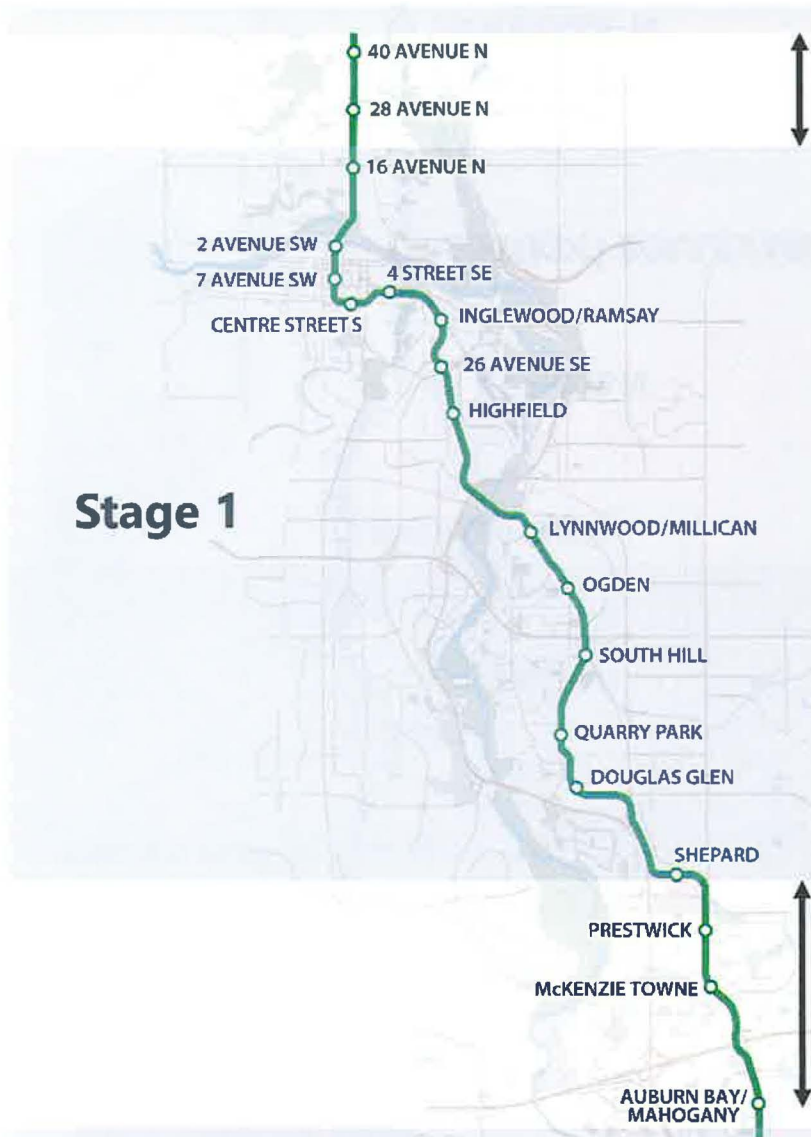 40 AVENUE N
28 AVENUE N
16 AVENUE N
2 AVENUE SW
7 AVENUE SW
4 STREET SE
CENTRE STREET S
INGLEWOOD/RAMSAY
26 AVENUE SE
HIGHFIELD
Stage 1
LYNNWOOD/MILLICAN
OGDEN
SOUTH HILL
QUARRY PARK
DOUGLAS GLEN
SHEPARD
PRESTWICK
McKENZIE TOWNE
AUBURN BAY/
MAHOGANY